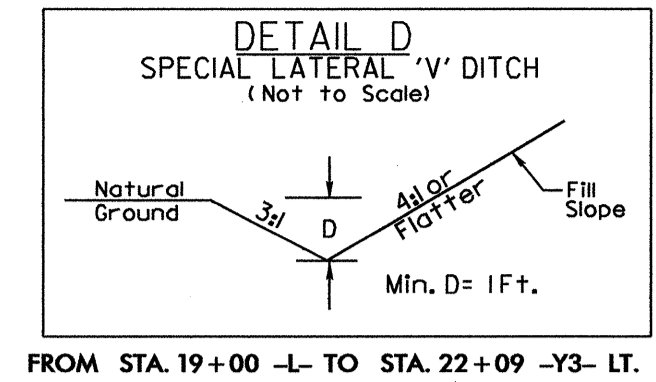 DETAIL D
SPECIAL LATERAL 'V' DITCH
(Not to Scale)
Natural
Ground
3:1
D
4:1 or
Flatter
Fill
Slope
Min. D= 1Ft.
FROM STA. 19+00 -L- TO STA. 22+09 -Y3- LT.